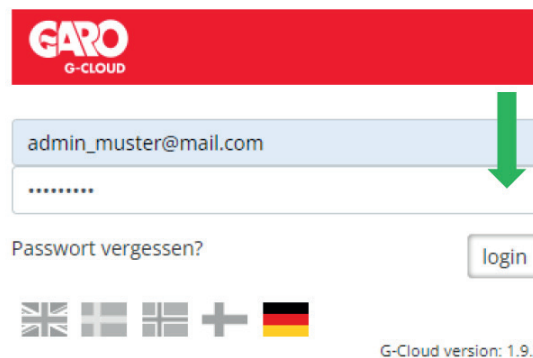 GARO
G-CLOUD
admin_muster@mail.com
•••••••••
Passwort vergessen?
login
G-Cloud version: 1.9.